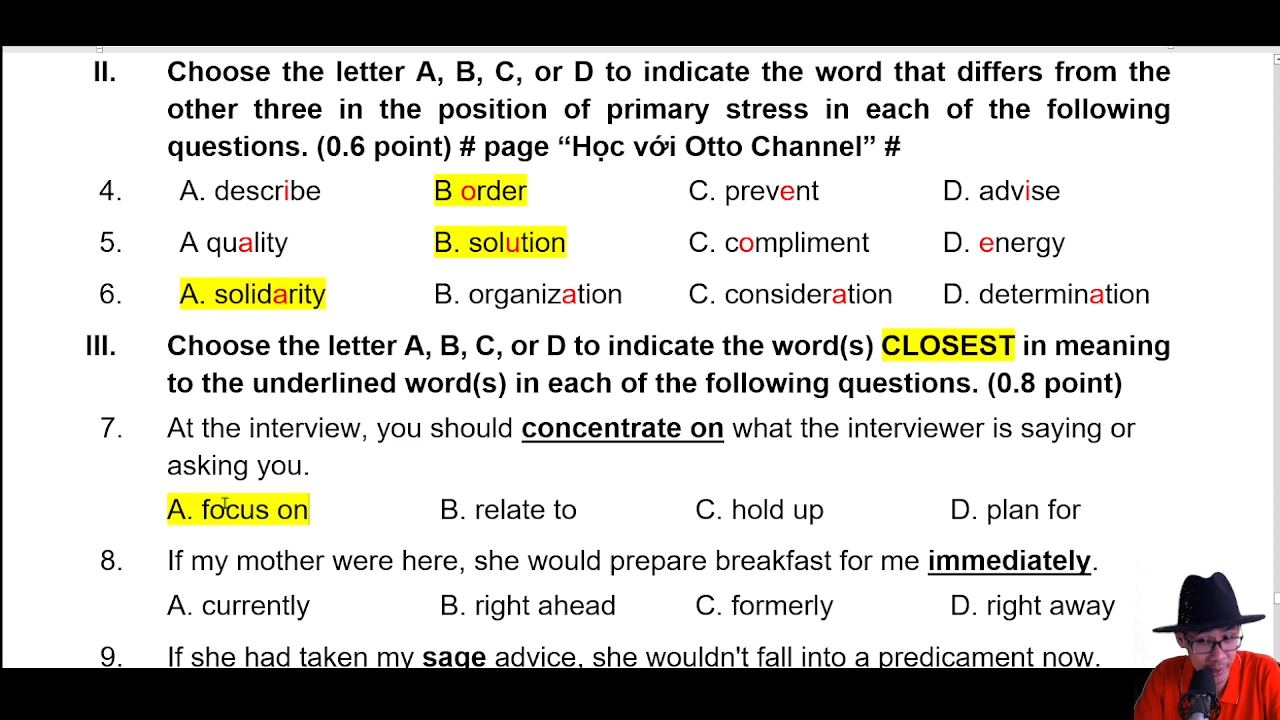 II. Choose the letter A, B, C, or D to indicate the word that differs from the
other three in the position of primary stress in each of the following
questions. (0.6 point) # page “Học với Otto Channel” #
4. A. describe B order C. prevent D. advise
5. A quality B. solution C. compliment D. energy
6. A. solidarity B. organization C. consideration D. determination
III. Choose the letter A, B, C, or D to indicate the word(s) CLOSEST in meaning
to the underlined word(s) in each of the following questions. (0.8 point)
7. At the interview, you should concentrate on what the interviewer is saying or
asking you.
A. focus on B. relate to C. hold up D. plan for
8. If my mother were here, she would prepare breakfast for me immediately.
A. currently B. right ahead C. formerly D. right away
9. If she had taken my sage advice, she wouldn't fall into a predicament now.